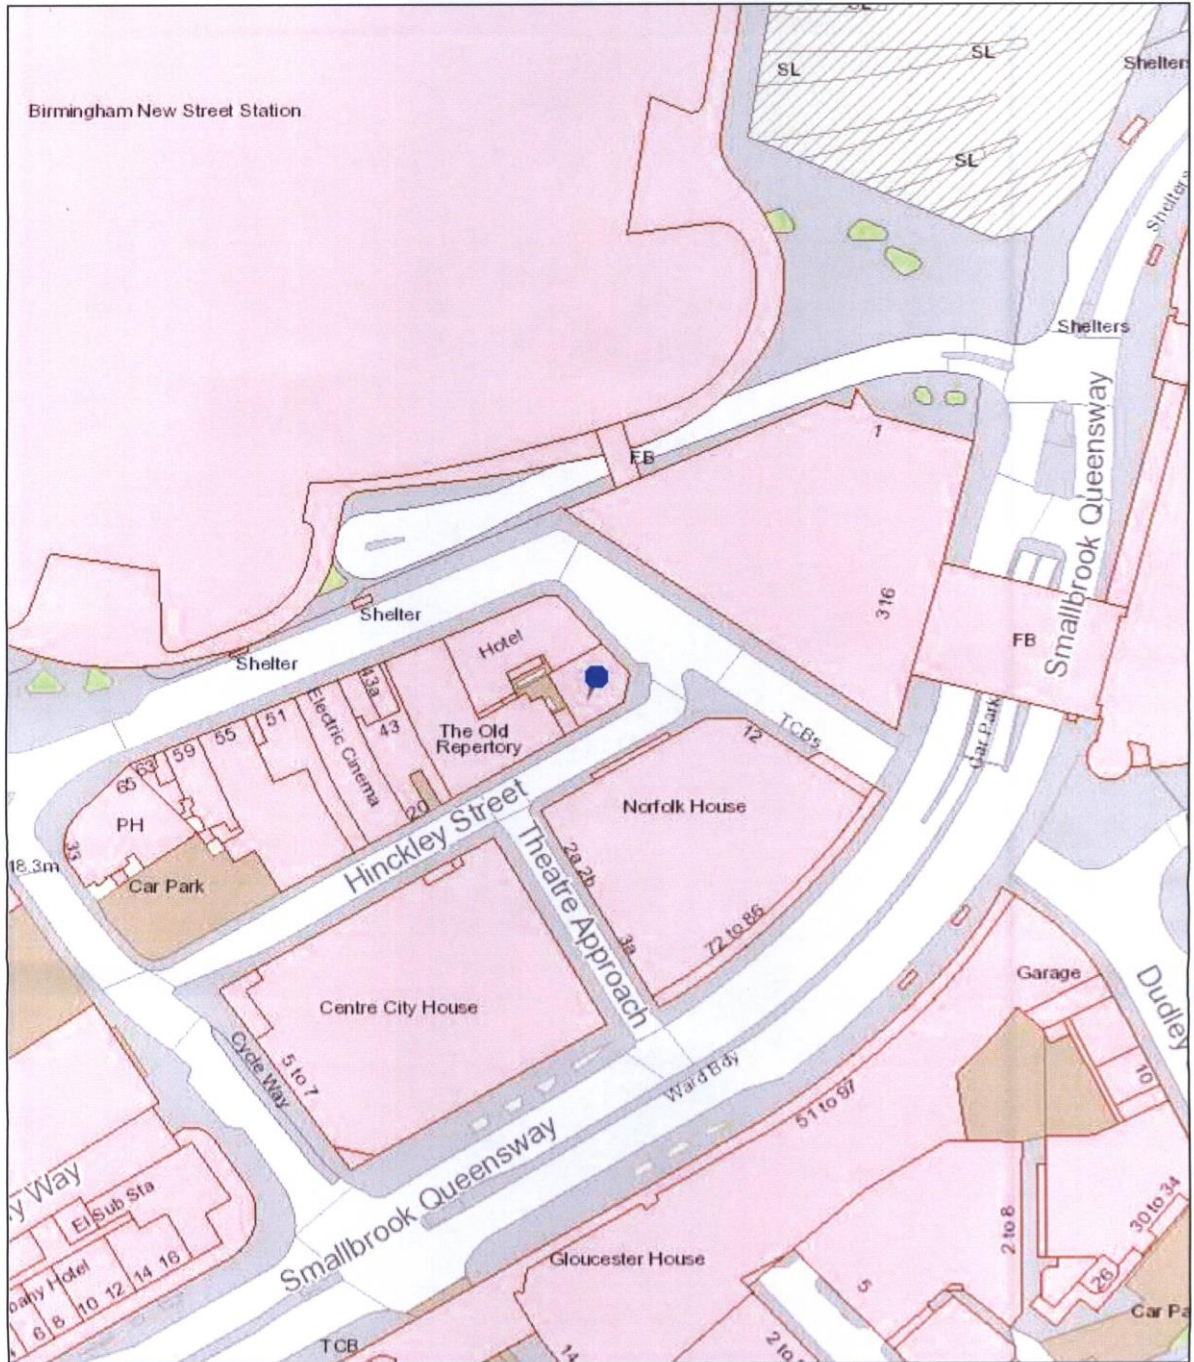 SL
Birmingham New Street Station
SL
SL
Shelters
SL
Shelters
Shelters
1
FB
Smallbrook Queensway
316
FB
Shelter
Shelter
Hotel
43a
Electric Cinema
51
43
The Old
Repertory
55
59
63
65
PH
33
20
Hinckley Street
TCBs
12
Car Park
Norfolk House
18.3m
Car Park
2a 2b
Theatre Approach
3a
72 to 86
Centre City House
Garage
Dudley
Cycle Way
5 to 7
Ward Bdy
51 to 97
10
Smallbrook Queensway
y Way
El Sub Sta
Gloucester House
2 to 8
30 to 34
26
5
bany Hotel
6
8
10
12
14
16
Car Pa
TCB
14